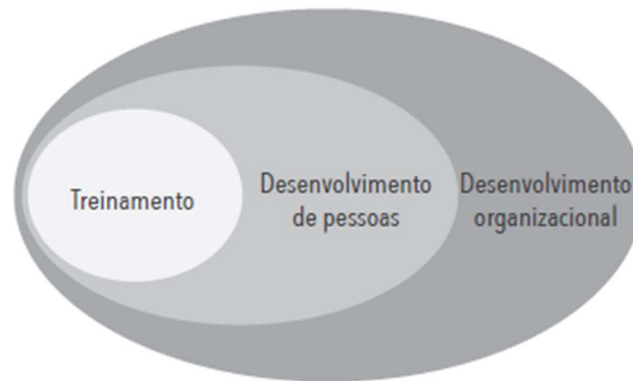 Treinamento
Desenvolvimento
de pessoas
Desenvolvimento
organizacional